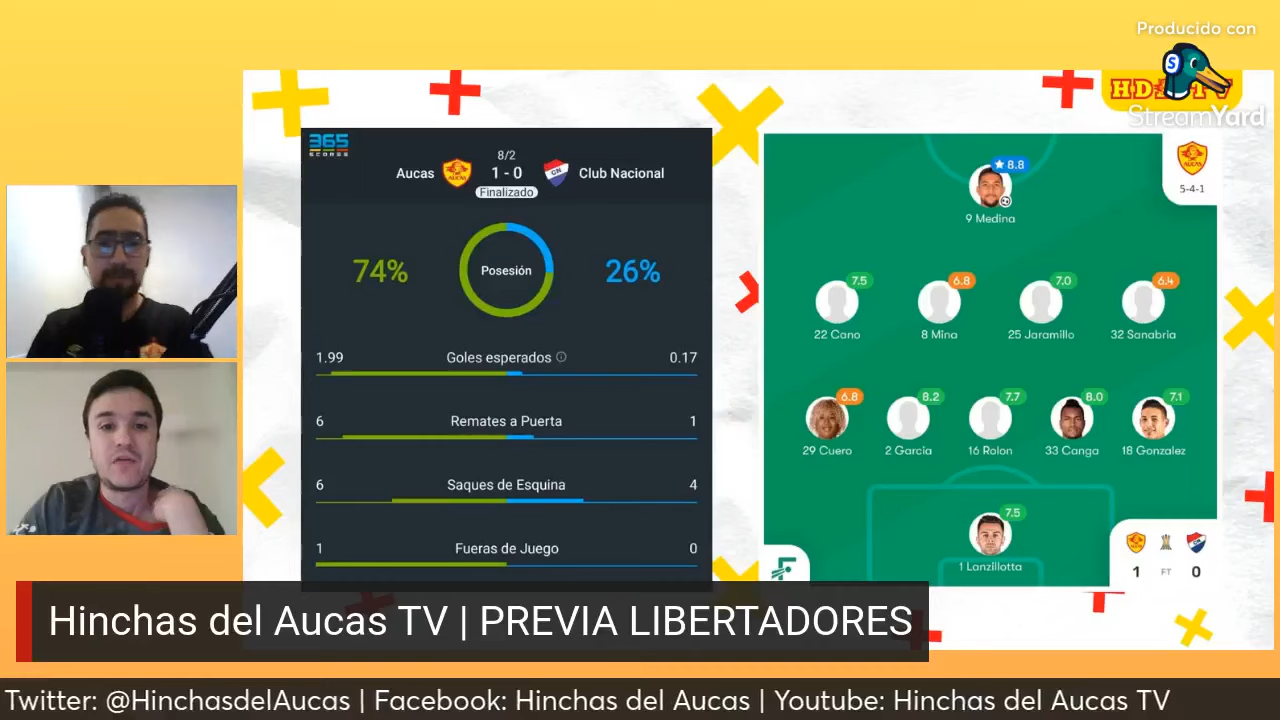 Producido con
HDATV
StreamYard
365
SCORES
8/2
Aucas 1 - 0 Club Nacional
Finalizado
74% Posesión 26%
1.99 Goles esperados 0.17
6 Remates a Puerta 1
6 Saques de Esquina 4
1 Fueras de Juego 0
AUCAS
5-4-1
8.8
9 Medina
7.5 6.8 7.0 6.4
22 Cano 8 Mina 25 Jaramillo 32 Sanabria
6.8 8.2 7.7 8.0 7.1
29 Cuero 2 Garcia 16 Rolon 33 Canga 18 Gonzalez
7.5
1 Lanzillotta
1 FT 0
Hinchas del Aucas TV | PREVIA LIBERTADORES
Twitter: @HinchasdelAucas | Facebook: Hinchas del Aucas | Youtube: Hinchas del Aucas TV